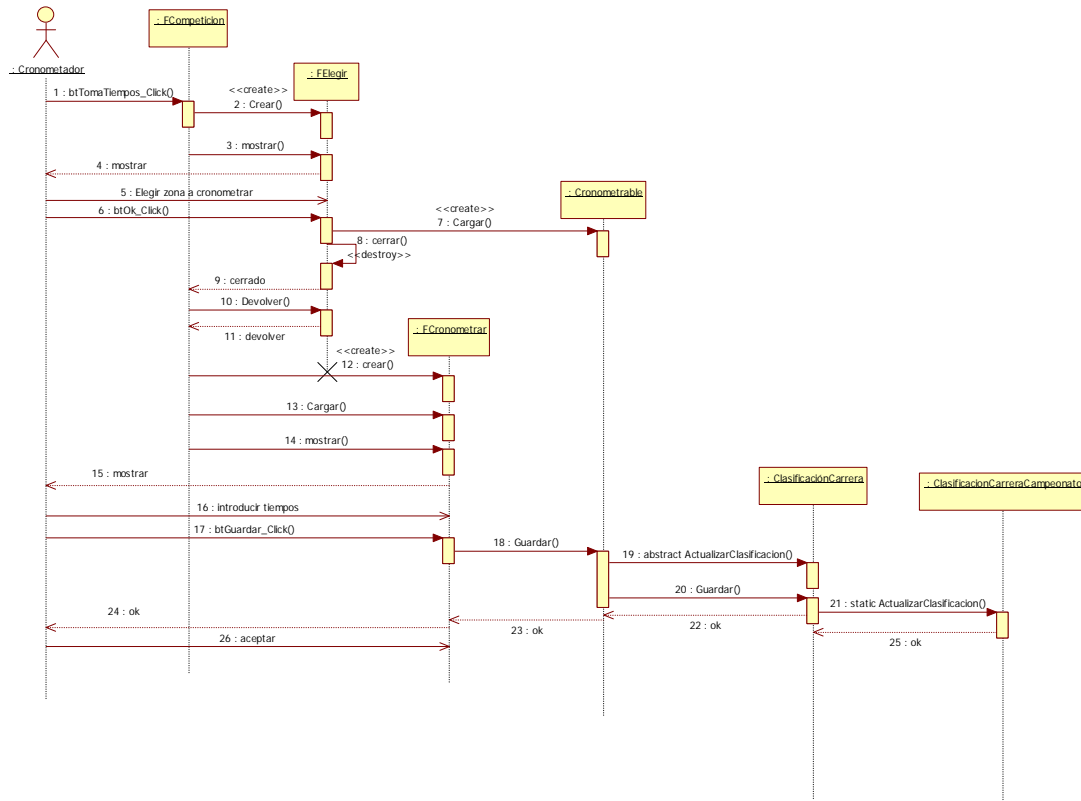 : FCompeticion
: Cronometador
: FElegir
<<create>>
1 : btTomaTiempos_Click()
2 : Crear()
3 : mostrar()
4 : mostrar
5 : Elegir zona a cronometrar
: Cronometrable
6 : btOk_Click()
<<create>>
7 : Cargar()
8 : cerrar()
<<destroy>>
9 : cerrado
10 : Devolver()
11 : devolver
: FCronometrar
<<create>>
12 : crear()
13 : Cargar()
14 : mostrar()
15 : mostrar
: ClasificaciónCarrera
: ClasificacionCarreraCampeonato
16 : introducir tiempos
17 : btGuardar_Click()
18 : Guardar()
19 : abstract ActualizarClasificacion()
20 : Guardar()
21 : static ActualizarClasificacion()
22 : ok
23 : ok
24 : ok
25 : ok
26 : aceptar